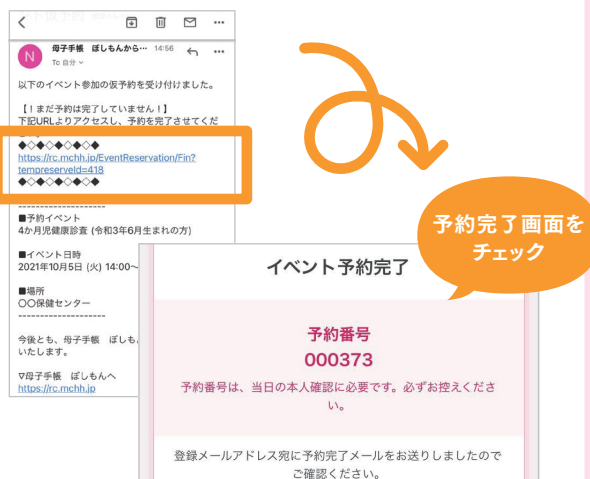 N
母子手帳 ぽしもんから… 14:56
To 自分
以下のイベント参加の仮予約を受け付けました。
【！まだ予約は完了していません！】
下記URLよりアクセスし、予約を完了させてくだ
◆◇◆◇◆◇◆
https://rc.mchh.jp/EventReservation/Fin?
tempreserveId=418
◆◇◆◇◆◇◆
--------------------
■予約イベント
4か月児健康診査 (令和3年6月生まれの方)
■イベント日時
2021年10月5日 (火) 14:00～
■場所
〇〇保健センター
--------------------
今後とも、母子手帳 ぽしも
いたします。
▽母子手帳 ぽしもんへ
https://rc.mchh.jp
予約完了画面を
チェック
イベント予約完了
予約番号
000373
予約番号は、当日の本人確認に必要です。必ずお控えくださ
い。
登録メールアドレス宛に予約完了メールをお送りしましたので
ご確認ください。